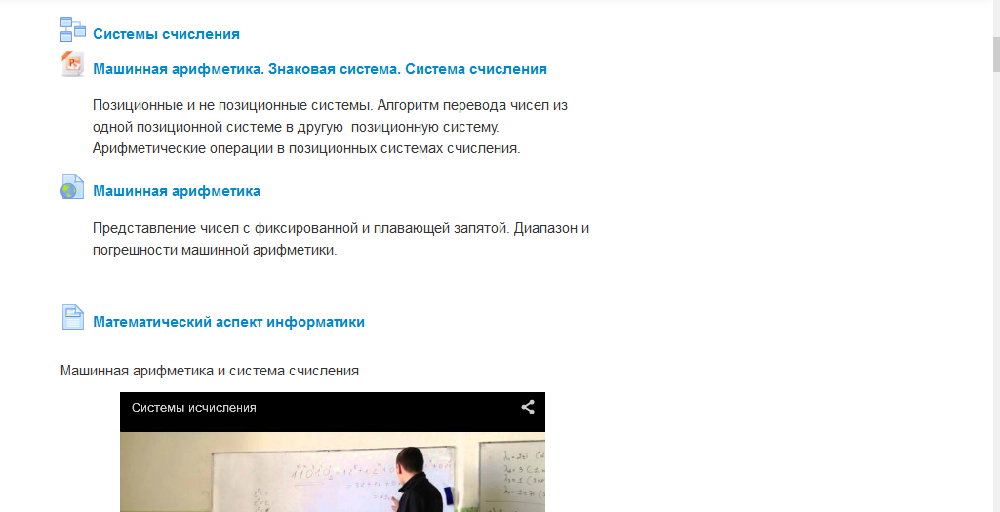 Системы счисления
Машинная арифметика. Знаковая система. Система счисления
Позиционные и не позиционные системы. Алгоритм перевода чисел из
одной позиционной системе в другую позиционную систему.
Арифметические операции в позиционных системах счисления.
Машинная арифметика
Представление чисел с фиксированной и плавающей запятой. Диапазон и
погрешности машинной арифметики.
Математический аспект информатики
Машинная арифметика и система счисления
Системы исчисления